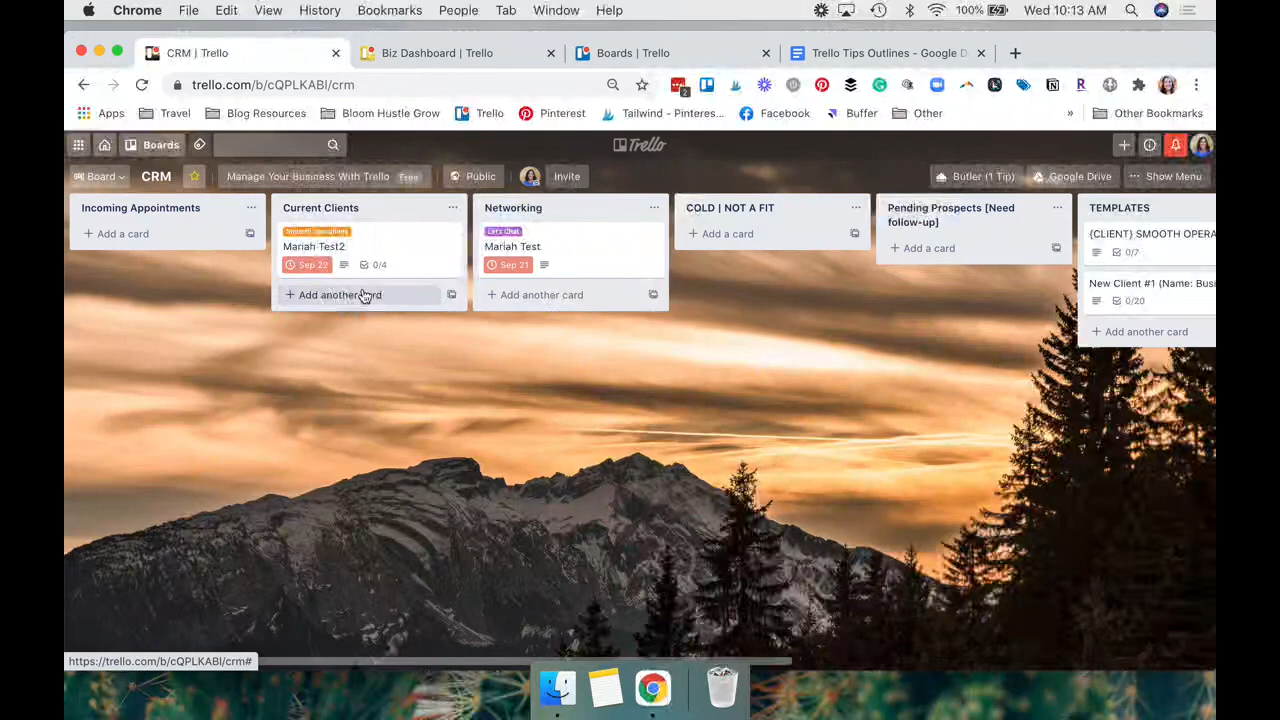 Chrome File Edit View History Bookmarks People Tab Window Help 100% Wed 10:13 AM
CRM | Trello Biz Dashboard | Trello Boards | Trello Trello Tips Outlines - Google D
trello.com/b/cQPLKABl/crm 2
Apps Travel Blog Resources Bloom Hustle Grow Trello Pinterest Tailwind - Pinteres... Facebook Buffer Other » Other Bookmarks
Boards Trello
Board CRM Manage Your Business With Trello Free Public Invite Butler (1 Tip) Google Drive ... Show Menu
Incoming Appointments
+ Add a card
Current Clients
Mariah Test2
Sep 22 0/4
+ Add another card
Networking
Let's Chat
Mariah Test
Sep 21
+ Add another card
COLD | NOT A FIT
+ Add a card
Pending Prospects [Need
follow-up]
+ Add a card
TEMPLATES
{CLIENT} SMOOTH OPERA
0/7
New Client #1 (Name: Busi
0/20
+ Add another card
https://trello.com/b/cQPLKABl/crm#